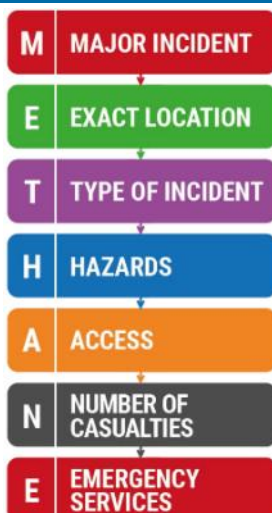 M MAJOR INCIDENT
E EXACT LOCATION
T TYPE OF INCIDENT
H HAZARDS
A ACCESS
N NUMBER OF
CASUALTIES
E EMERGENCY
SERVICES